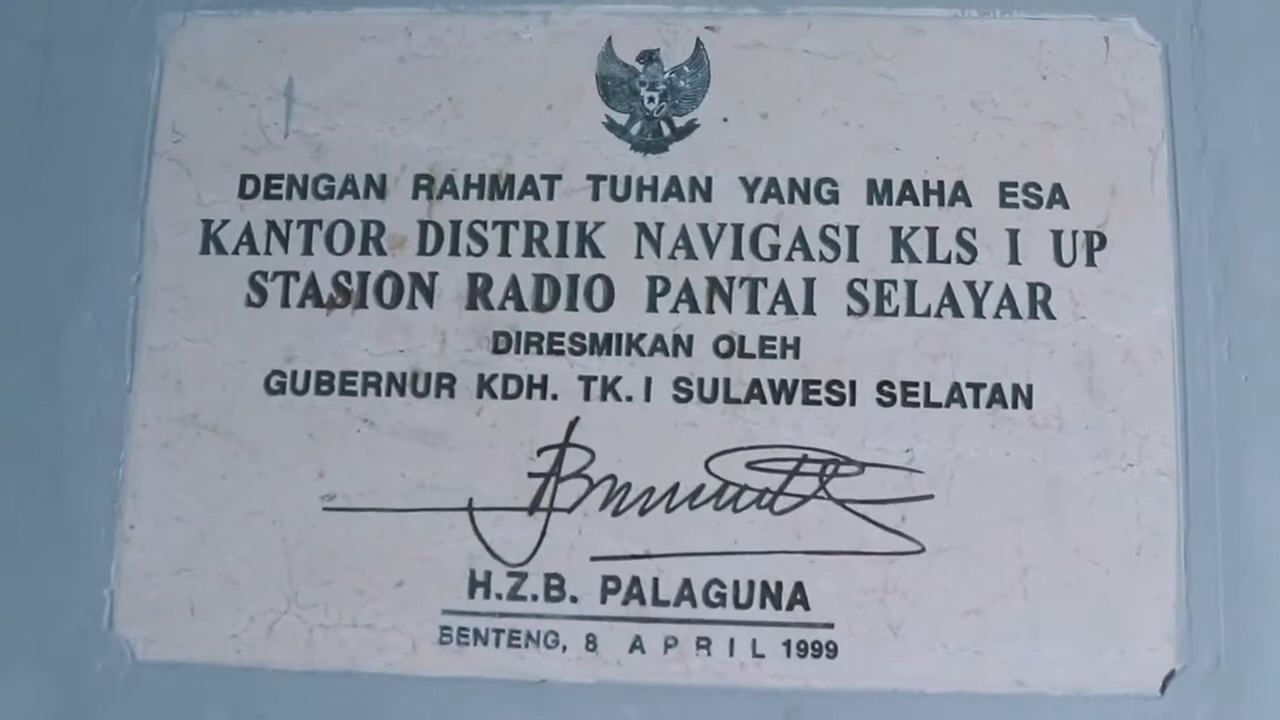 DENGAN RAHMAT TUHAN YANG MAHA ESA
KANTOR DISTRIK NAVIGASI KLS I UP
STASION RADIO PANTAI SELAYAR
DIRESMIKAN OLEH
GUBERNUR KDH. TK. I SULAWESI SELATAN
H.Z.B. PALAGUNA
BENTENG, 8 APRIL 1999